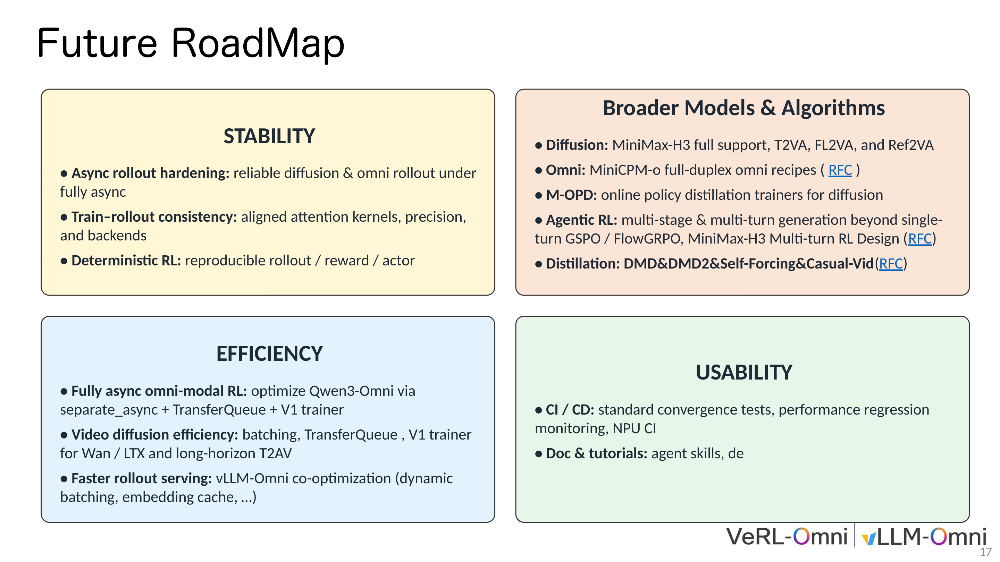 Future RoadMap
STABILITY
● Async rollout hardening: reliable diffusion & omni rollout under
fully async
● Train–rollout consistency: aligned attention kernels, precision,
and backends
● Deterministic RL: reproducible rollout / reward / actor
Broader Models & Algorithms
● Diffusion: MiniMax-H3 full support, T2VA, FL2VA, and Ref2VA
● Omni: MiniCPM-o full-duplex omni recipes ( RFC )
● M-OPD: online policy distillation trainers for diffusion
● Agentic RL: multi-stage & multi-turn generation beyond single-
turn GSPO / FlowGRPO, MiniMax-H3 Multi-turn RL Design (RFC)
● Distillation: DMD&DMD2&Self-Forcing&Casual-Vid(RFC)
EFFICIENCY
● Fully async omni-modal RL: optimize Qwen3-Omni via
separate_async + TransferQueue + V1 trainer
● Video diffusion efficiency: batching, TransferQueue , V1 trainer
for Wan / LTX and long-horizon T2AV
● Faster rollout serving: vLLM-Omni co-optimization (dynamic
batching, embedding cache, …)
USABILITY
● CI / CD: standard convergence tests, performance regression
monitoring, NPU CI
● Doc & tutorials: agent skills, de
VeRL-Omni | vLLM-Omni
17